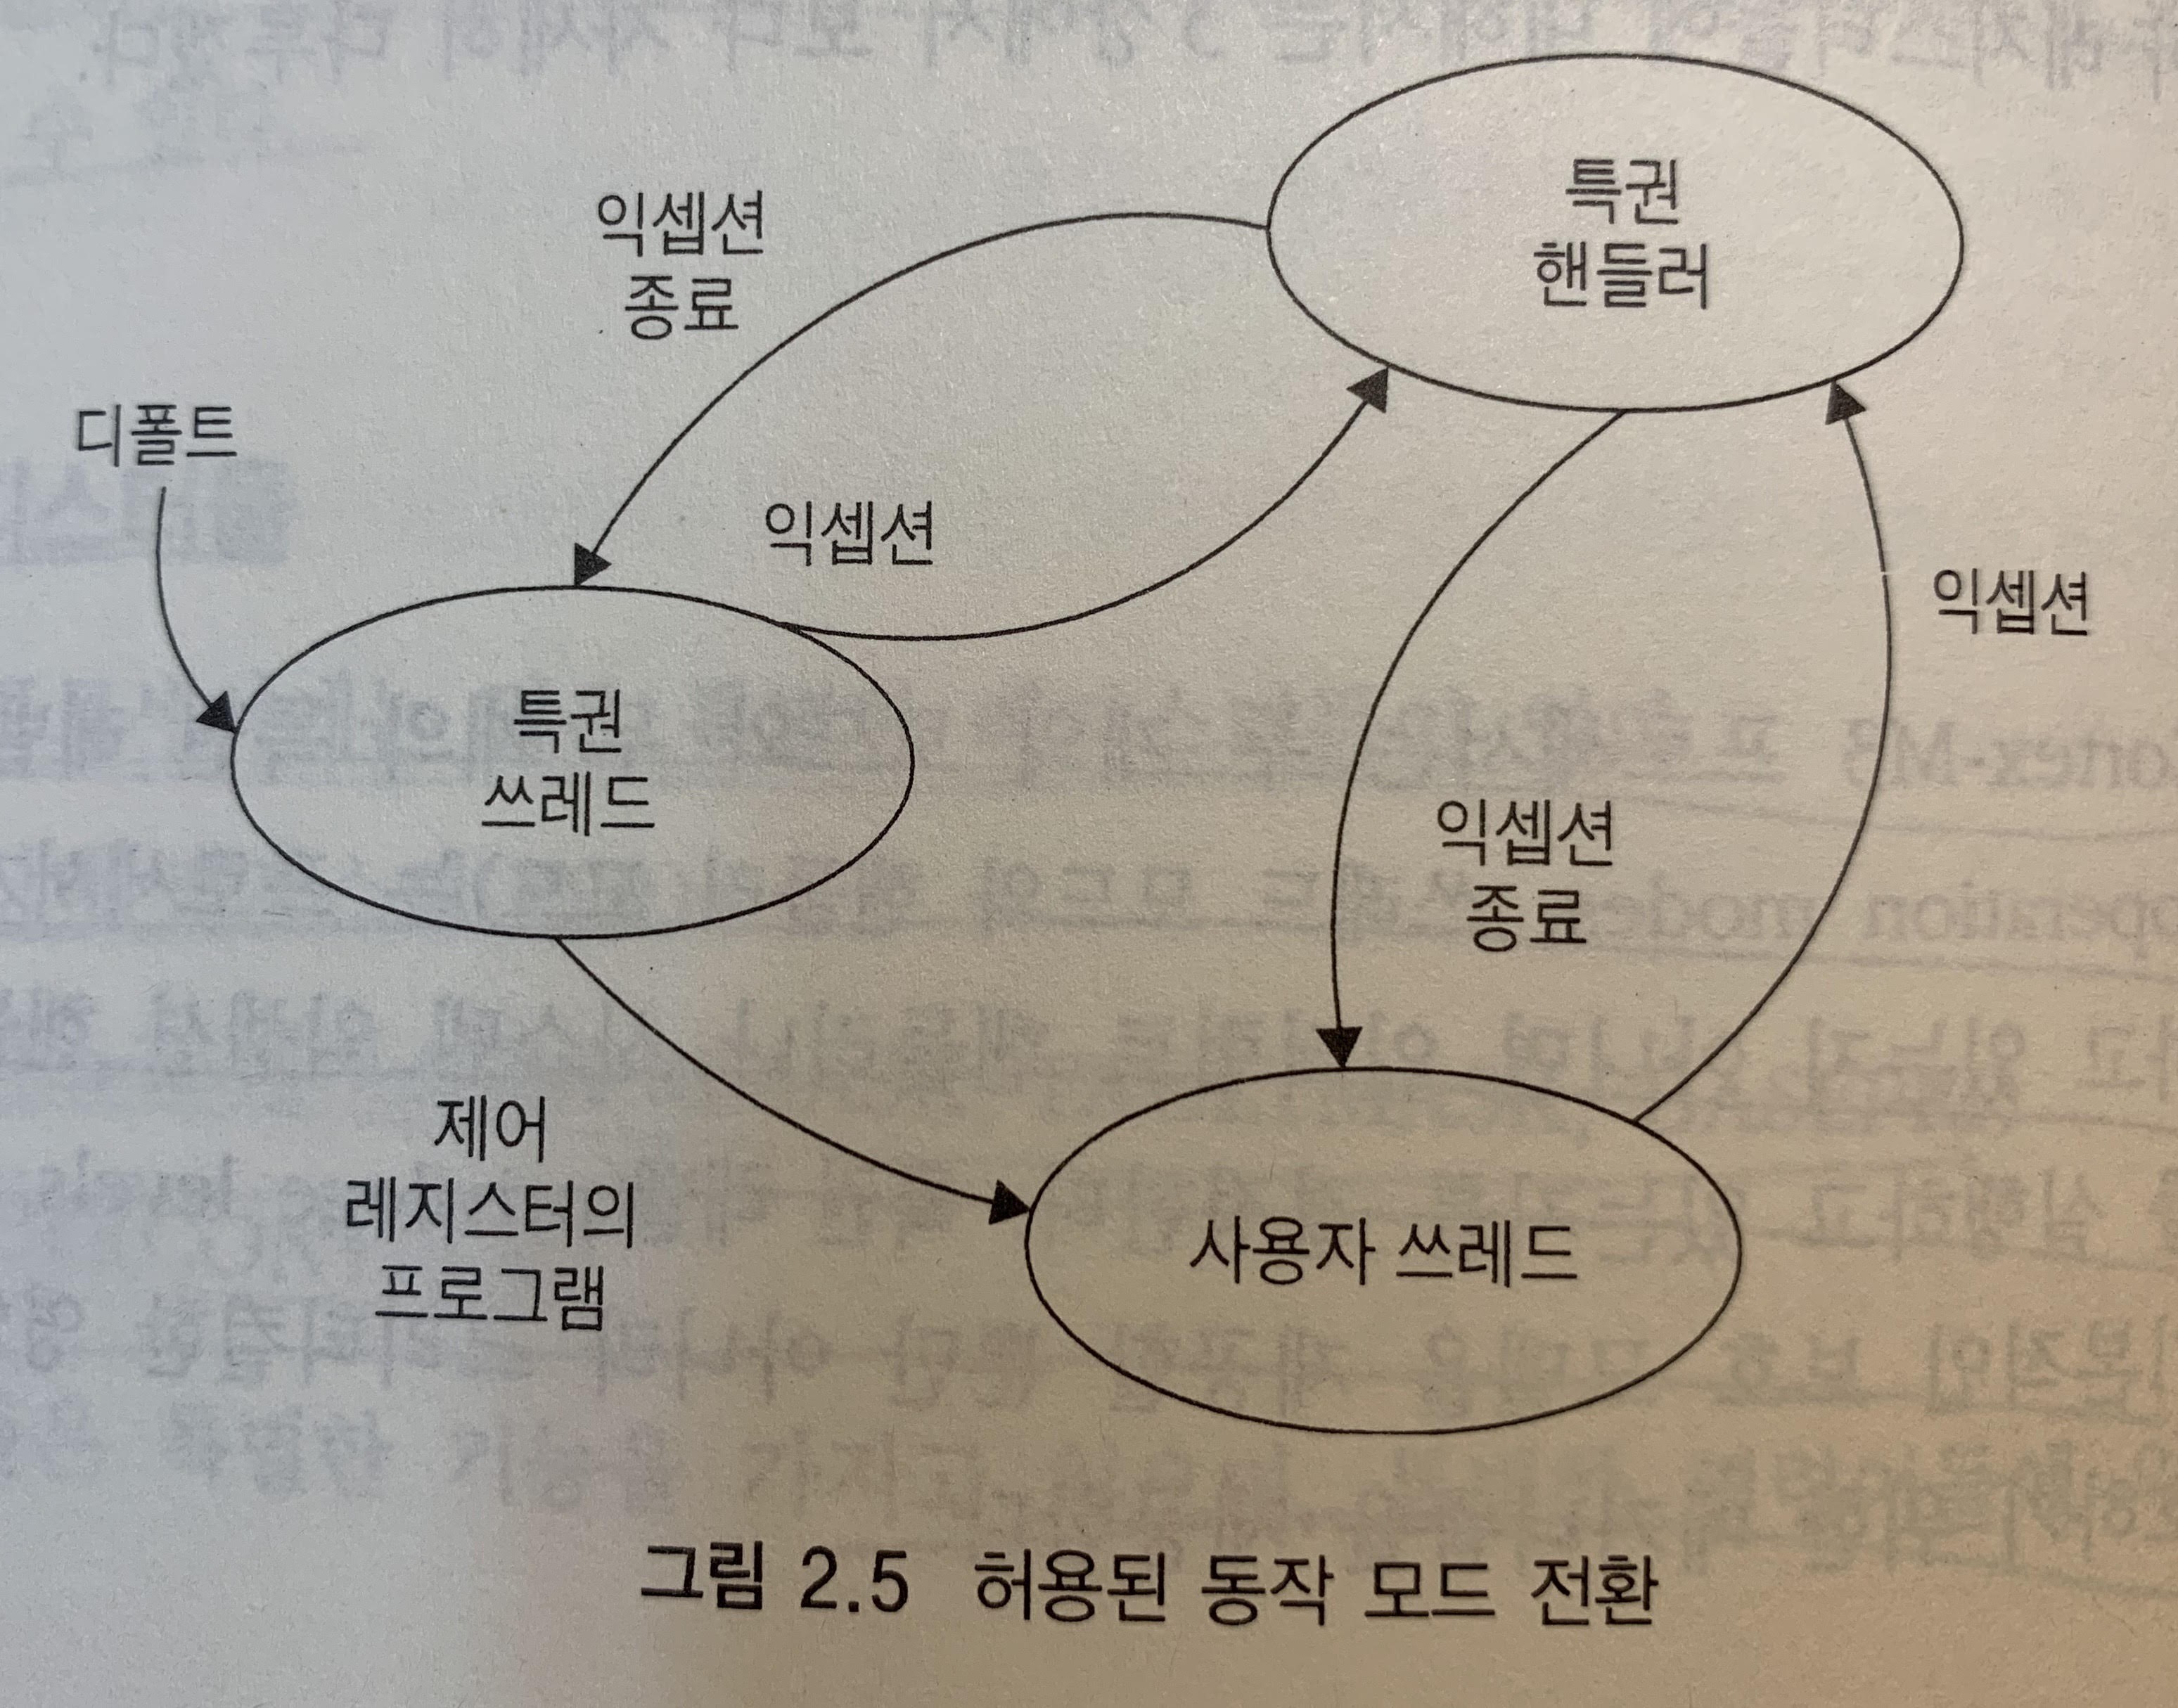 특권
핸들러
익셉션
종료
디폴트
익셉션
익셉션
특권
쓰레드
익셉션
종료
제어
레지스터의
프로그램
사용자 쓰레드
그림 2.5 허용된 동작 모드 전환